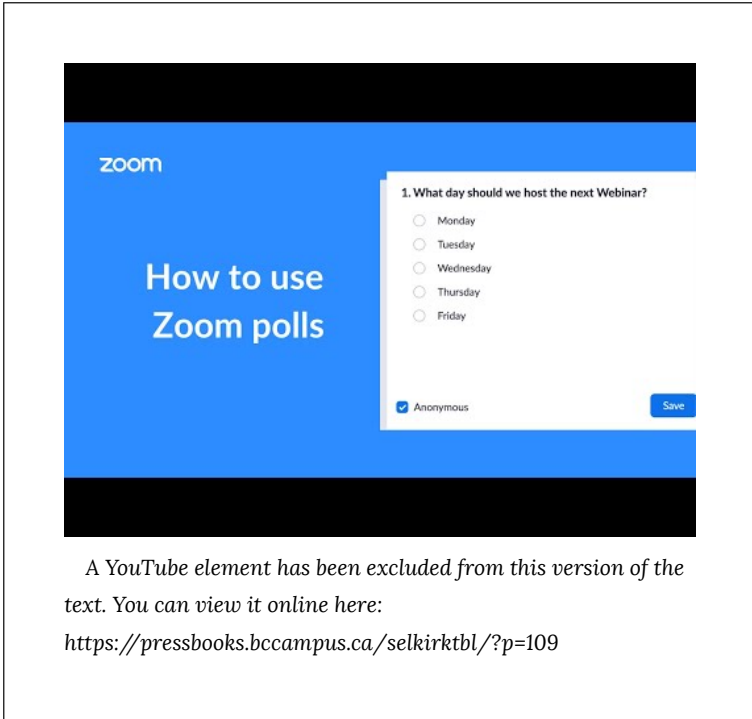 zoom
How to use
Zoom polls
1. What day should we host the next Webinar?
Monday
Tuesday
Wednesday
Thursday
Friday
Anonymous
Save
A YouTube element has been excluded from this version of the
text. You can view it online here:
https://pressbooks.bccampus.ca/selkirktbl/?p=109